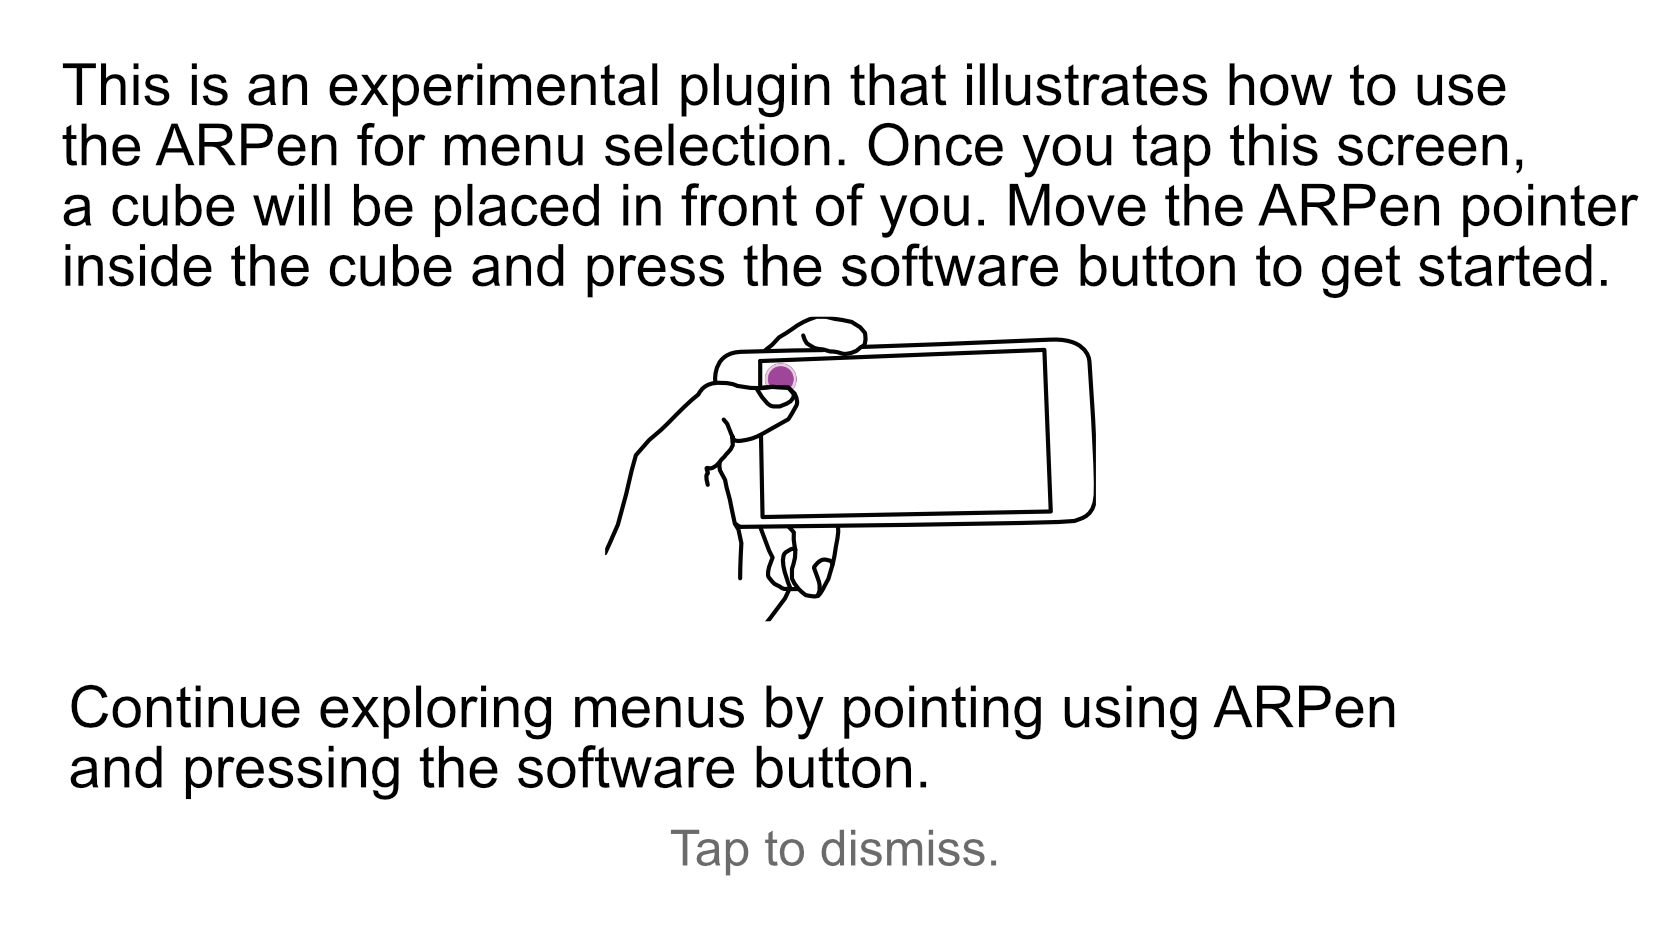 This is an experimental plugin that illustrates how to use
the ARPen for menu selection. Once you tap this screen,
a cube will be placed in front of you. Move the ARPen pointer
inside the cube and press the software button to get started.
Continue exploring menus by pointing using ARPen
and pressing the software button.
Tap to dismiss.